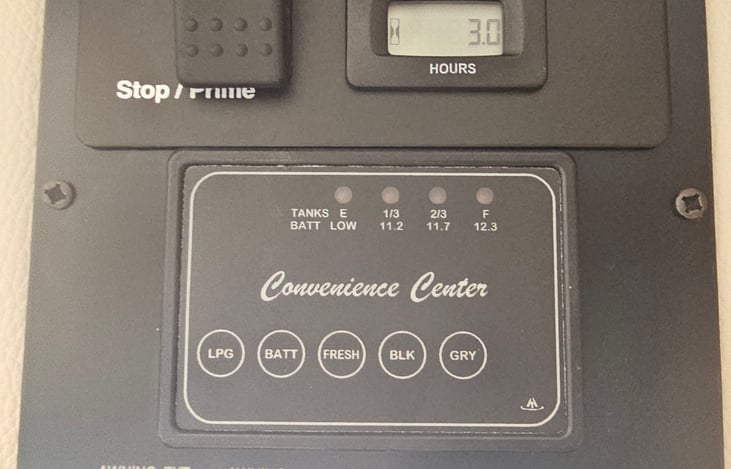 3.0
HOURS
Stop / Prime
TANKS E 1/3 2/3 F
BATT LOW 11.2 11.7 12.3
Convenience Center
LPG BATT FRESH BLK GRY